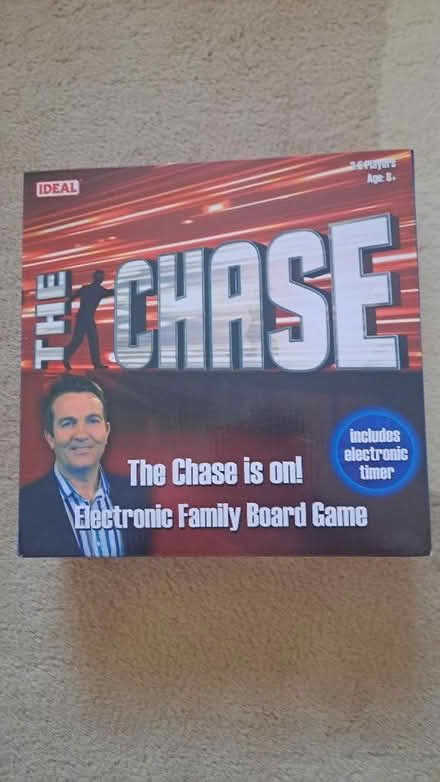 IDEAL
3-6 Players
Age: 8+
THE CHASE
The Chase is on!
Electronic Family Board Game
includes
electronic
timer